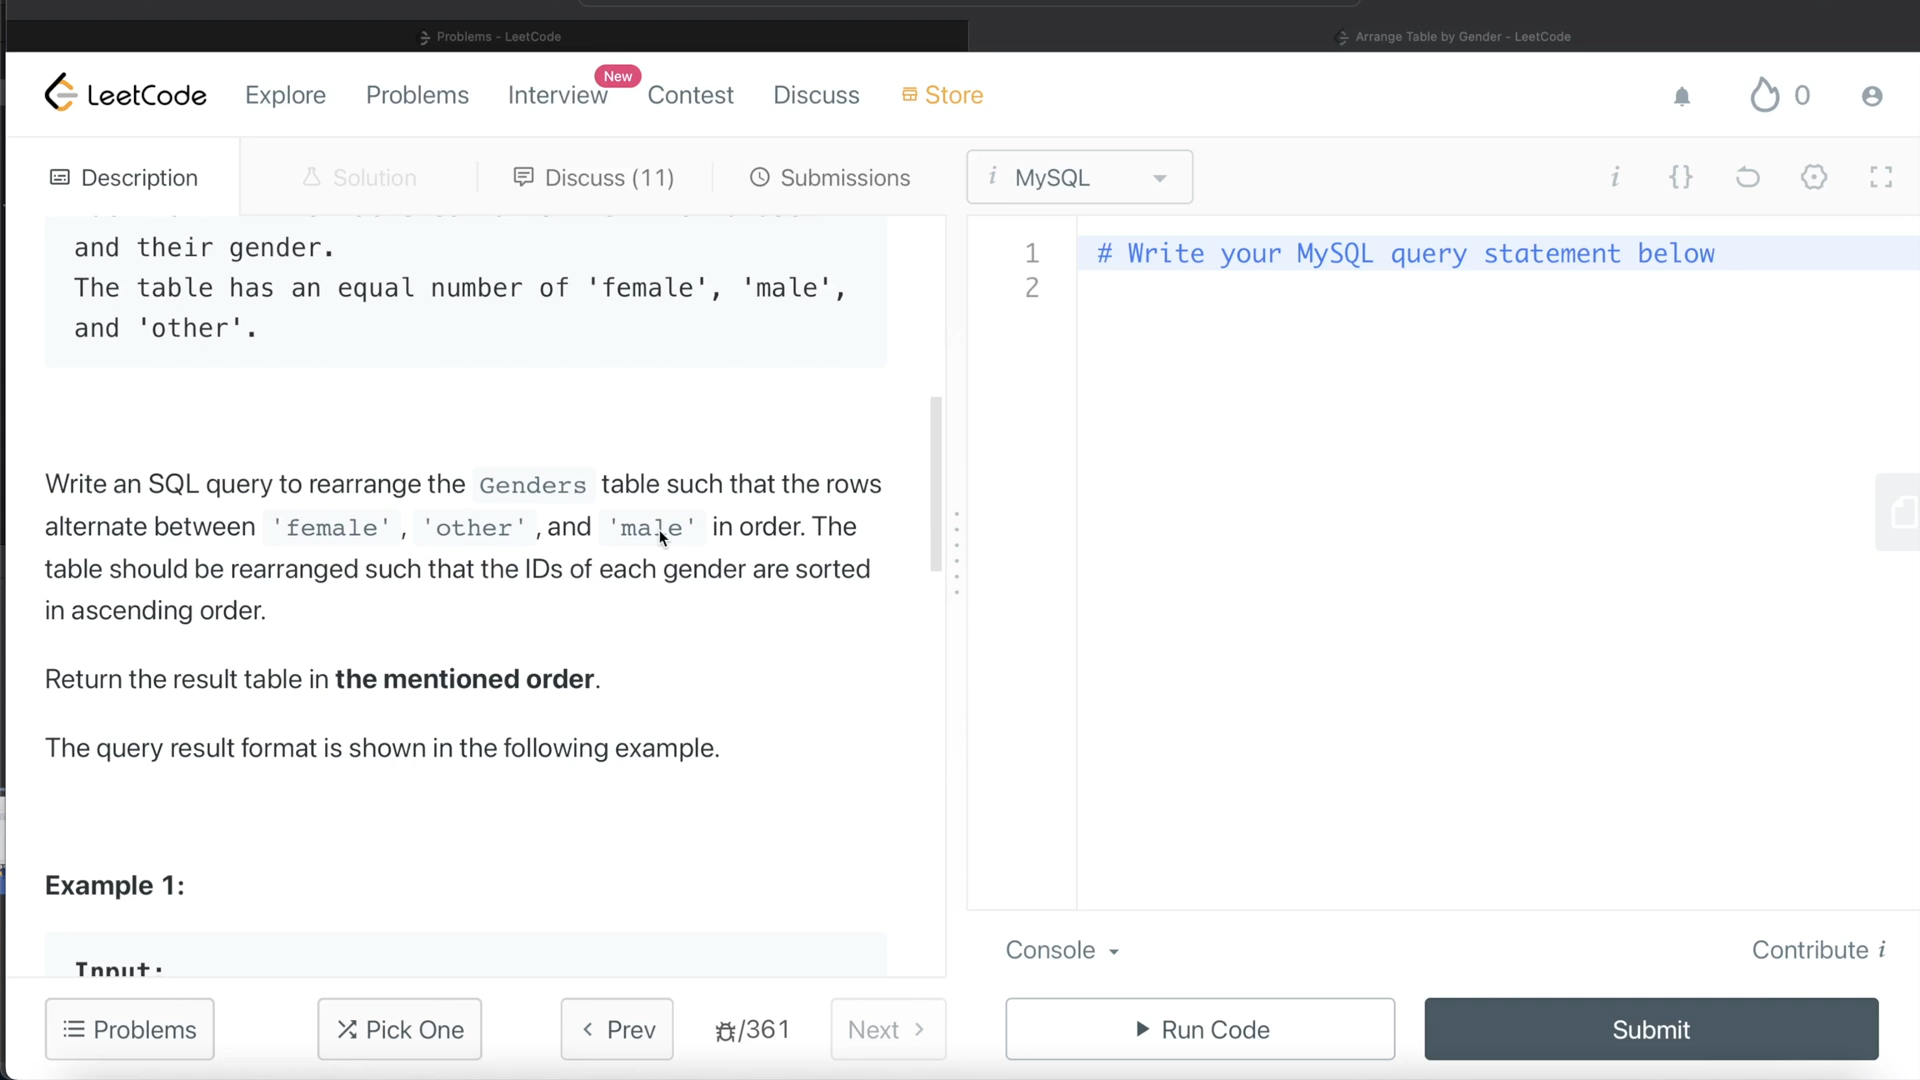 Problems - LeetCode
Arrange Table by Gender - LeetCode
LeetCode
Explore
Problems
Interview
New
Contest
Discuss
Store
0
Description
Solution
Discuss (11)
Submissions
i MySQL
i {}
and their gender.
The table has an equal number of 'female', 'male',
and 'other'.
Write an SQL query to rearrange the Genders table such that the rows
alternate between 'female', 'other', and 'male' in order. The
table should be rearranged such that the IDs of each gender are sorted
in ascending order.
Return the result table in the mentioned order.
The query result format is shown in the following example.
Example 1:
Input:
1 # Write your MySQL query statement below
2
Console
Contribute i
Problems
Pick One
Prev
/361
Next
Run Code
Submit